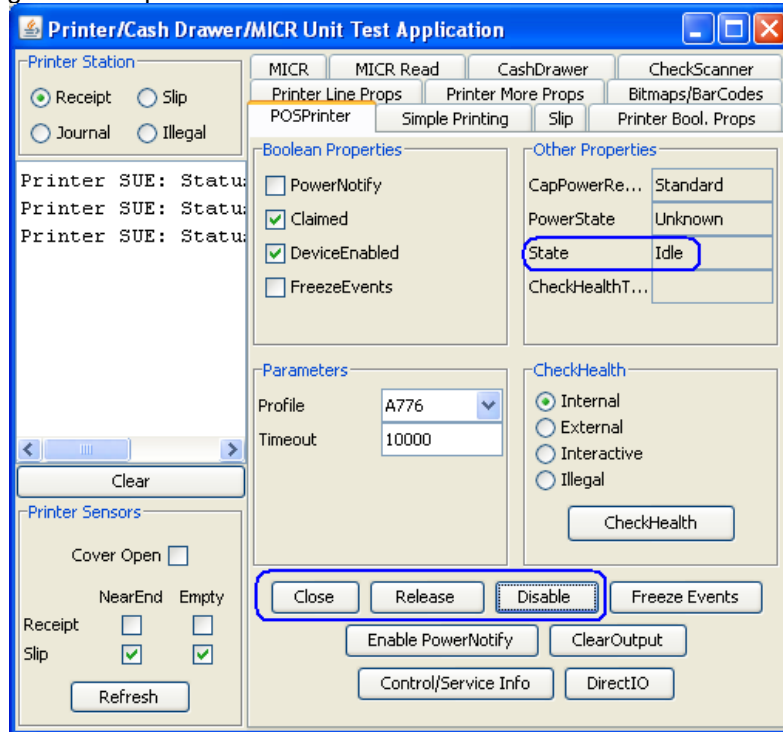 Printer/Cash Drawer/MICR Unit Test Application
Printer Station
Receipt Slip
Journal Illegal
Printer SUE: Statu
Printer SUE: Statu
Printer SUE: Statu
Clear
Printer Sensors
Cover Open
NearEnd Empty
Receipt
Slip
Refresh
MICR MICR Read CashDrawer CheckScanner
Printer Line Props Printer More Props Bitmaps/BarCodes
POSPrinter Simple Printing Slip Printer Bool. Props
Boolean Properties
PowerNotify
Claimed
DeviceEnabled
FreezeEvents
Other Properties
CapPowerRe... Standard
PowerState Unknown
State Idle
CheckHealthT...
Parameters
Profile A776
Timeout 10000
CheckHealth
Internal
External
Interactive
Illegal
CheckHealth
Close Release Disable Freeze Events
Enable PowerNotify ClearOutput
Control/Service Info DirectIO